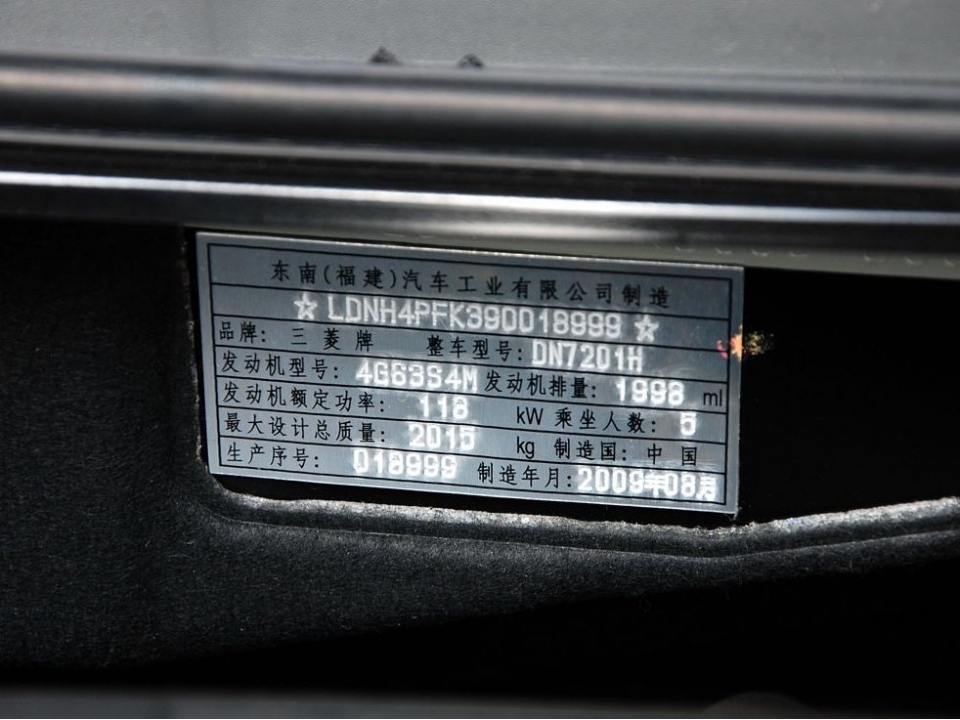 东南(福建)汽车工业有限公司制造
☆ LDNH4PFK390018999 ☆
品牌: 三菱牌 整车型号: DN7201H
发动机型号: 4G63S4M 发动机排量: 1998 ml
发动机额定功率: 118 kW 乘坐人数: 5
最大设计总质量: 2015 kg 制造国: 中国
生产序号: 018999 制造年月: 2009年08月